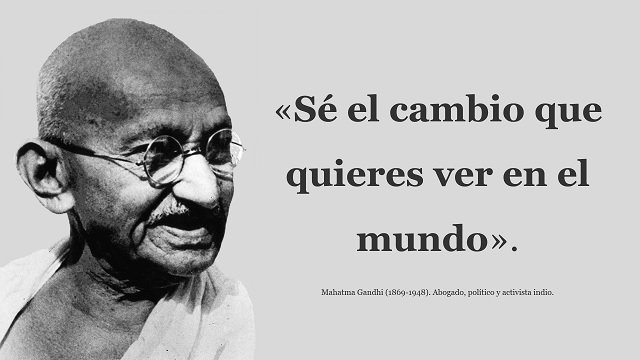 «Sé el cambio que
quieres ver en el
mundo».
Mahatma Gandhi (1869-1948). Abogado, político y activista indio.